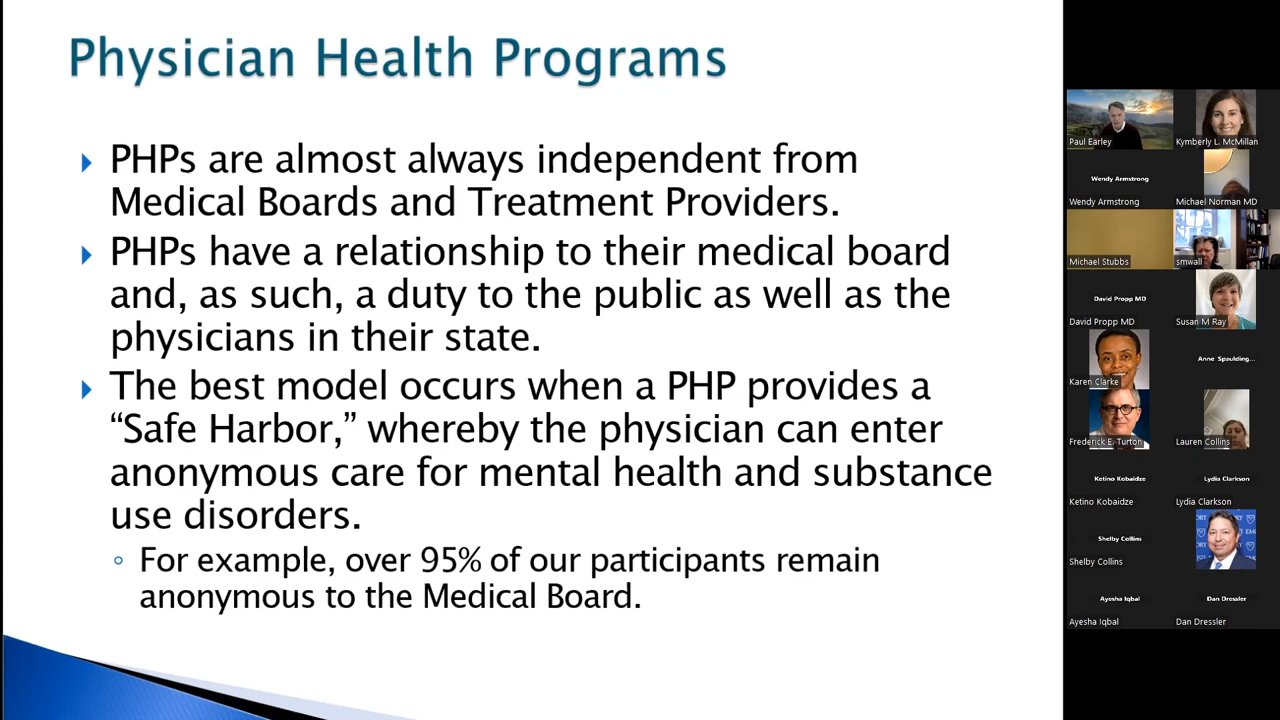 Physician Health Programs
PHPs are almost always independent from
Medical Boards and Treatment Providers.
PHPs have a relationship to their medical board
and, as such, a duty to the public as well as the
physicians in their state.
The best model occurs when a PHP provides a
“Safe Harbor,” whereby the physician can enter
anonymous care for mental health and substance
use disorders.
For example, over 95% of our participants remain
anonymous to the Medical Board.
Paul Earley
Kymberly L. McMillan
Wendy Armstrong
Wendy Armstrong
Michael Norman MD
Michael Stubbs
smwall
David Propp MD
David Propp MD
Susan M Ray
Karen Clarke
Anne Spaulding...
Frederick E. Turton
Lauren Collins
Ketino Kobaidze
Ketino Kobaidze
Lydia Clarkson
Lydia Clarkson
Shelby Collins
Shelby Collins
Ayesha Iqbal
Ayesha Iqbal
Dan Dressler
Dan Dressler